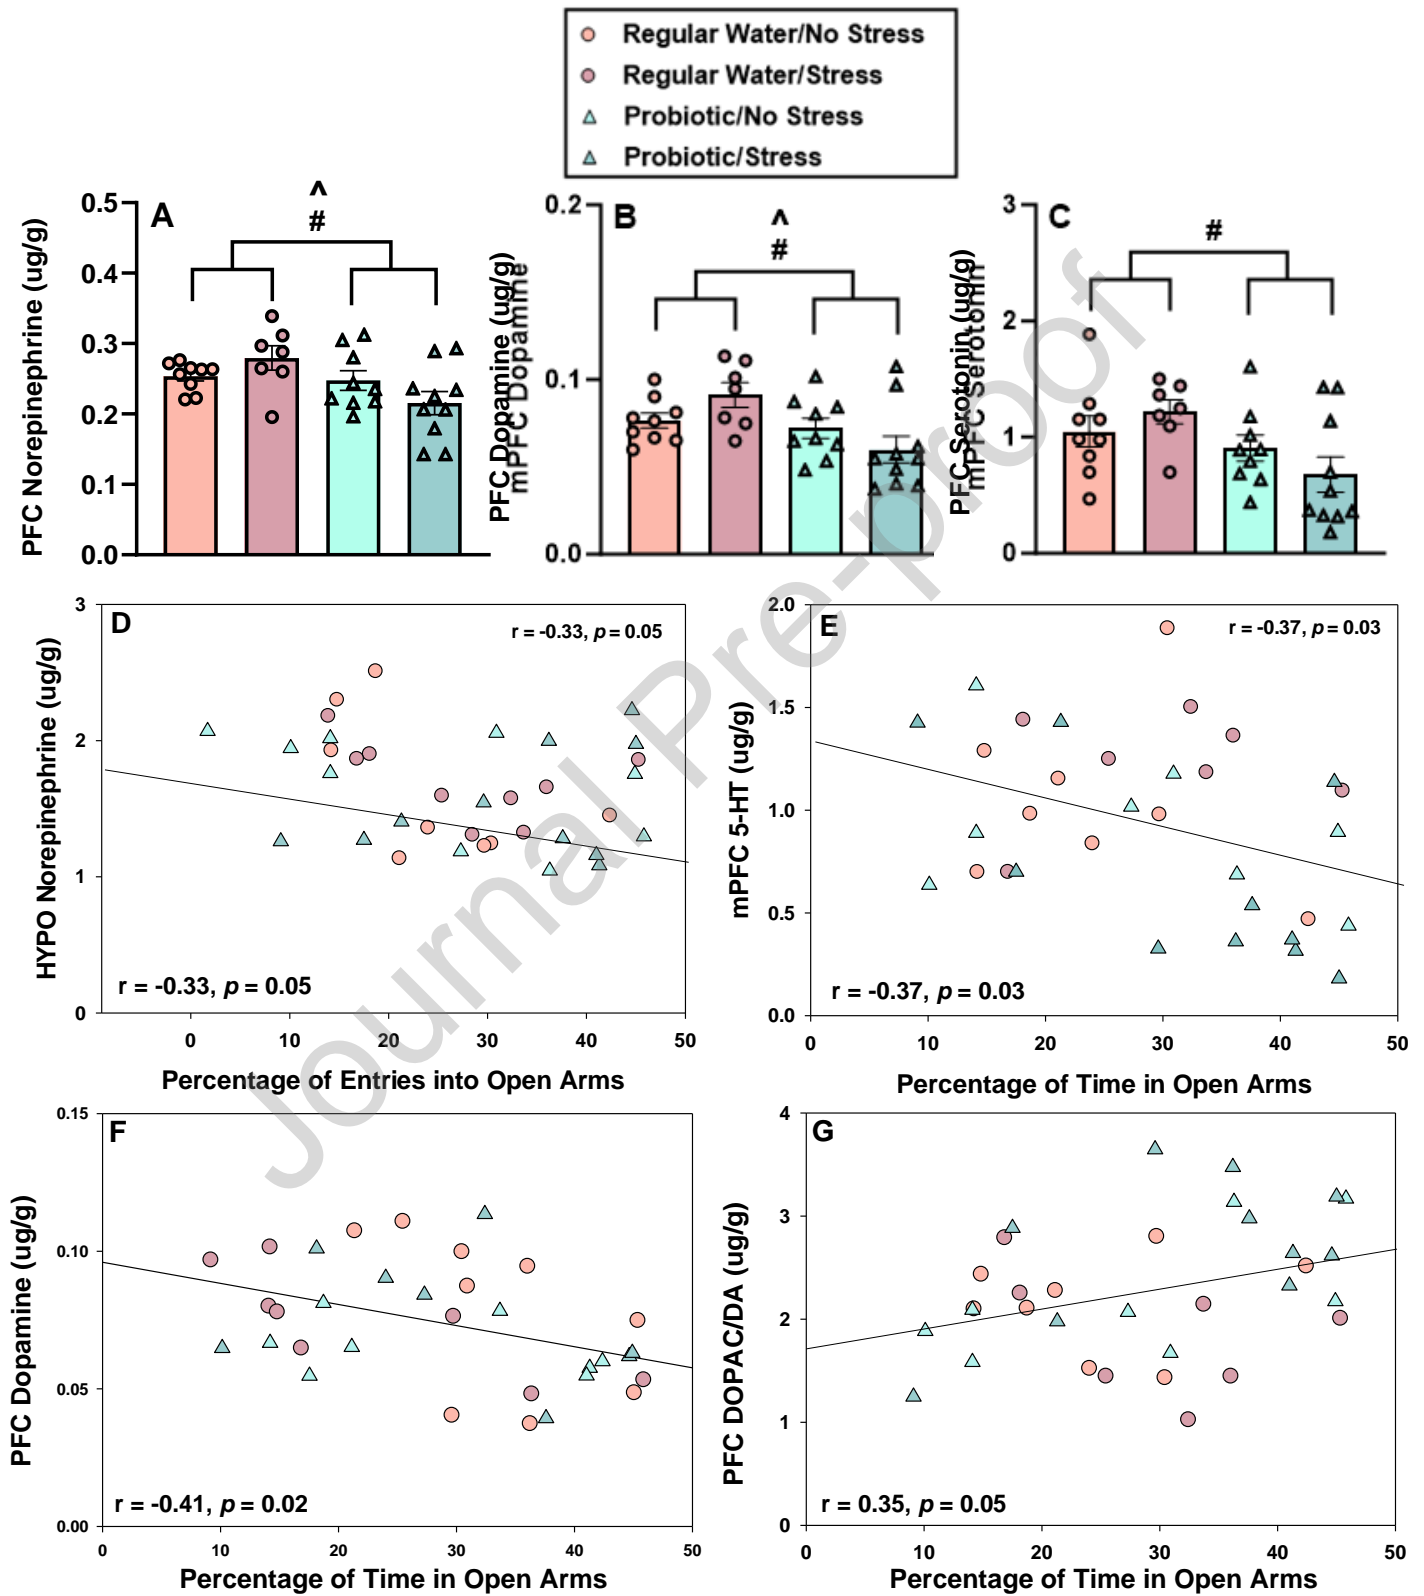 Regular Water/No Stress
Regular Water/Stress
Probiotic/No Stress
Probiotic/Stress
A
^
#
PFC Norepinephrine (ug/g)
0.5
0.4
0.3
0.2
0.1
0.0
B
^
#
PFC Dopamine (ug/g)
mPFC Dopamine
0.2
0.1
0.0
C
#
PFC Serotonin (ug/g)
mPFC Serotonin
3
2
1
0
D
r = -0.33, p = 0.05
HYPO Norepinephrine (ug/g)
3
2
1
0
r = -0.33, p = 0.05
0 10 20 30 40 50
Percentage of Entries into Open Arms
E
r = -0.37, p = 0.03
mPFC 5-HT (ug/g)
2.0
1.5
1.0
0.5
0.0
r = -0.37, p = 0.03
0 10 20 30 40 50
Percentage of Time in Open Arms
F
PFC Dopamine (ug/g)
0.15
0.10
0.05
0.00
r = -0.41, p = 0.02
0 10 20 30 40 50
Percentage of Time in Open Arms
G
PFC DOPAC/DA (ug/g)
4
3
2
1
0
r = 0.35, p = 0.05
0 10 20 30 40 50
Percentage of Time in Open Arms
Journal Pre-proof